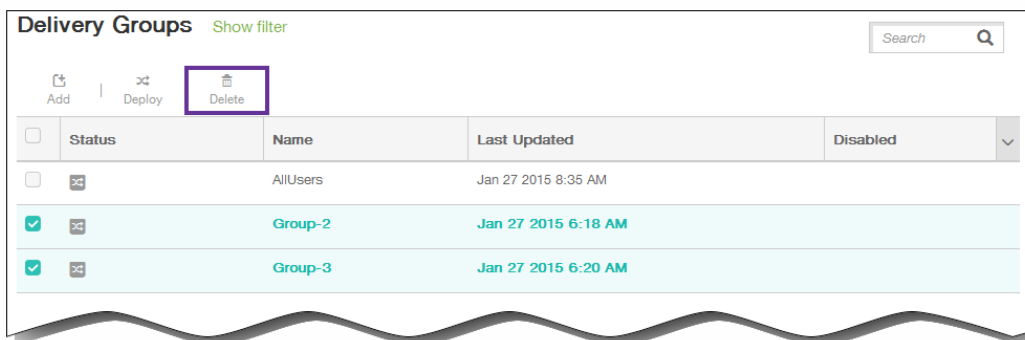 Delivery Groups Show filter
Search
Add | Deploy Delete
Status Name Last Updated Disabled
AllUsers Jan 27 2015 8:35 AM
Group-2 Jan 27 2015 6:18 AM
Group-3 Jan 27 2015 6:20 AM